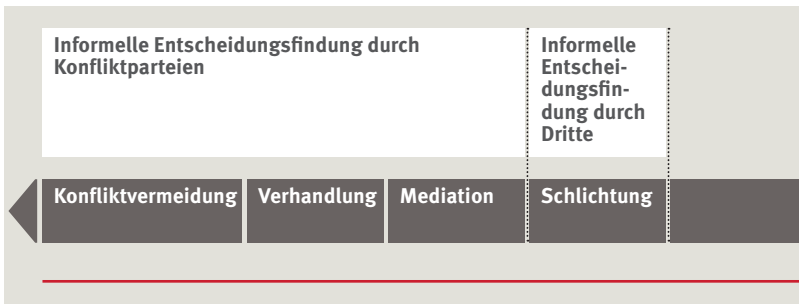 Informelle Entscheidungsfindung durch
Konfliktparteien
Informelle
Entschei-
dungsfin-
dung durch
Dritte
Konfliktvermeidung
Verhandlung
Mediation
Schlichtung